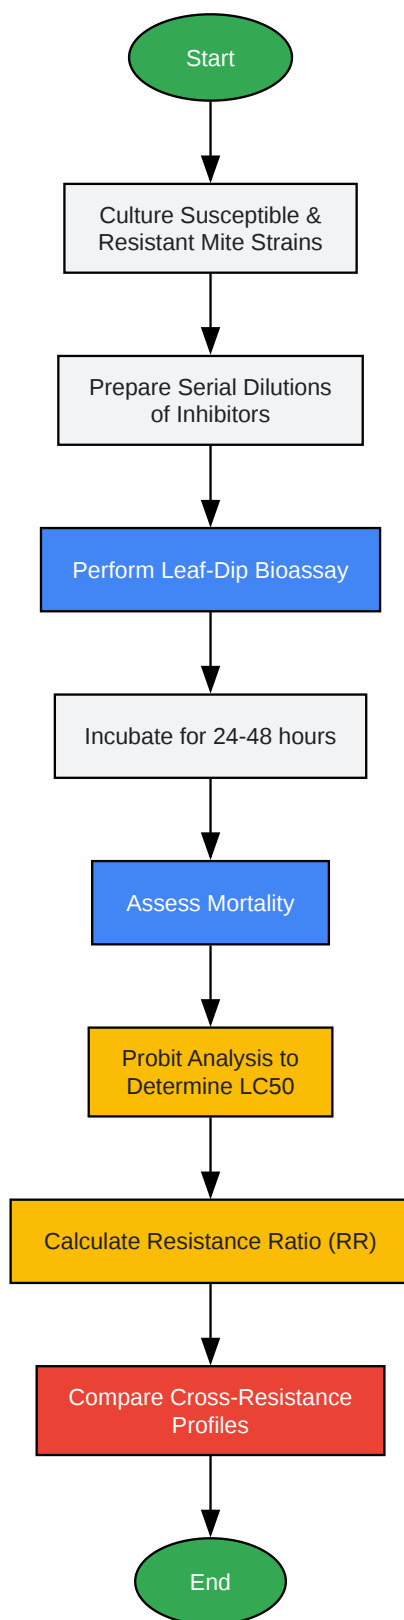 Start
Culture Susceptible &
Resistant Mite Strains
Prepare Serial Dilutions
of Inhibitors
Perform Leaf-Dip Bioassay
Incubate for 24-48 hours
Assess Mortality
Probit Analysis to
Determine LC50
Calculate Resistance Ratio (RR)
Compare Cross-Resistance
Profiles
End